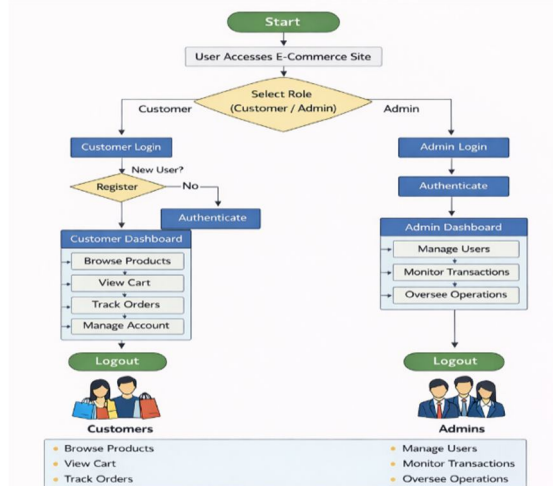 Start
User Accesses E-Commerce Site
Select Role
(Customer / Admin)
Customer
Admin
Customer Login
Admin Login
New User?
Register
No
Authenticate
Authenticate
Customer Dashboard
Admin Dashboard
Browse Products
View Cart
Track Orders
Manage Account
Manage Users
Monitor Transactions
Oversee Operations
Logout
Logout
Customers
Admins
• Browse Products
• View Cart
• Track Orders
• Manage Users
• Monitor Transactions
• Oversee Operations